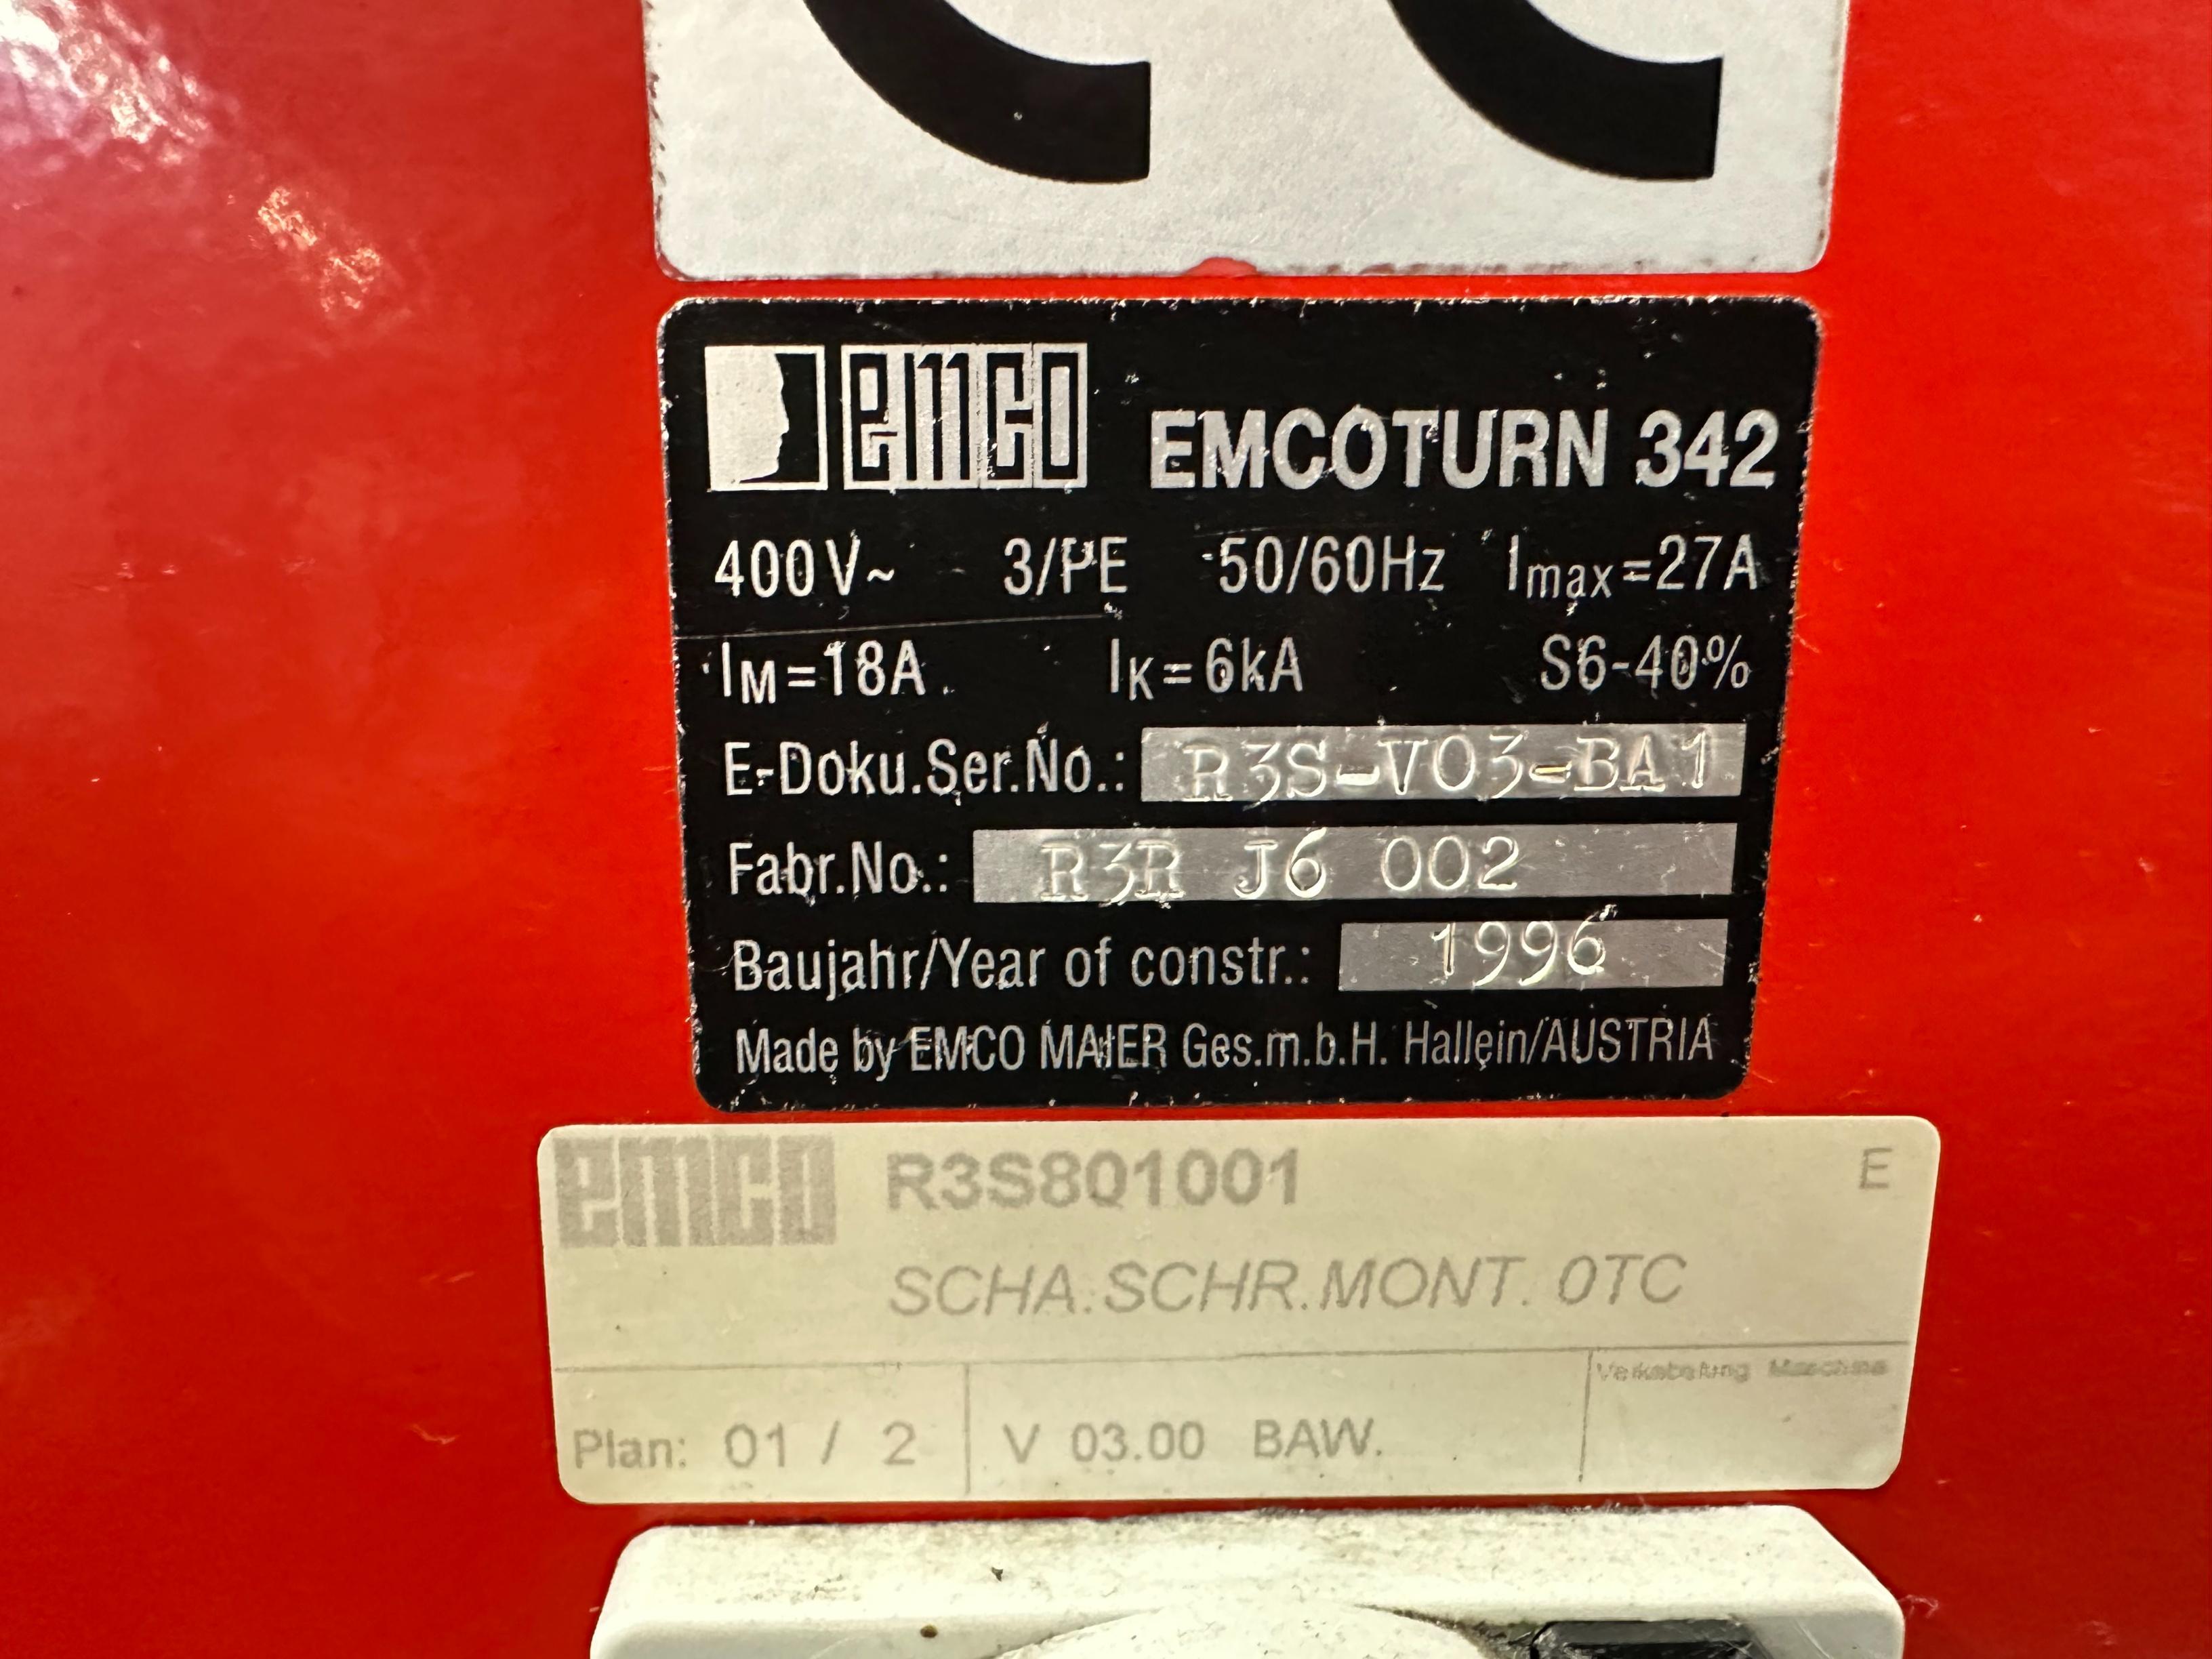 CE
emco EMCOTURN 342
400V~ 3/PE 50/60Hz Imax=27A
IM=18A IK=6kA S6-40%
E-Doku.Ser.No.: R3S-VO3-BA1
Fabr.No.: R3R J6 002
Baujahr/Year of constr.: 1996
Made by EMCO MAIER Ges.m.b.H. Hallein/AUSTRIA
emco R3S801001 E
SCHA.SCHR.MONT. 0TC
Verkabelung Maschine
Plan: 01 / 2 V 03.00 BAW.